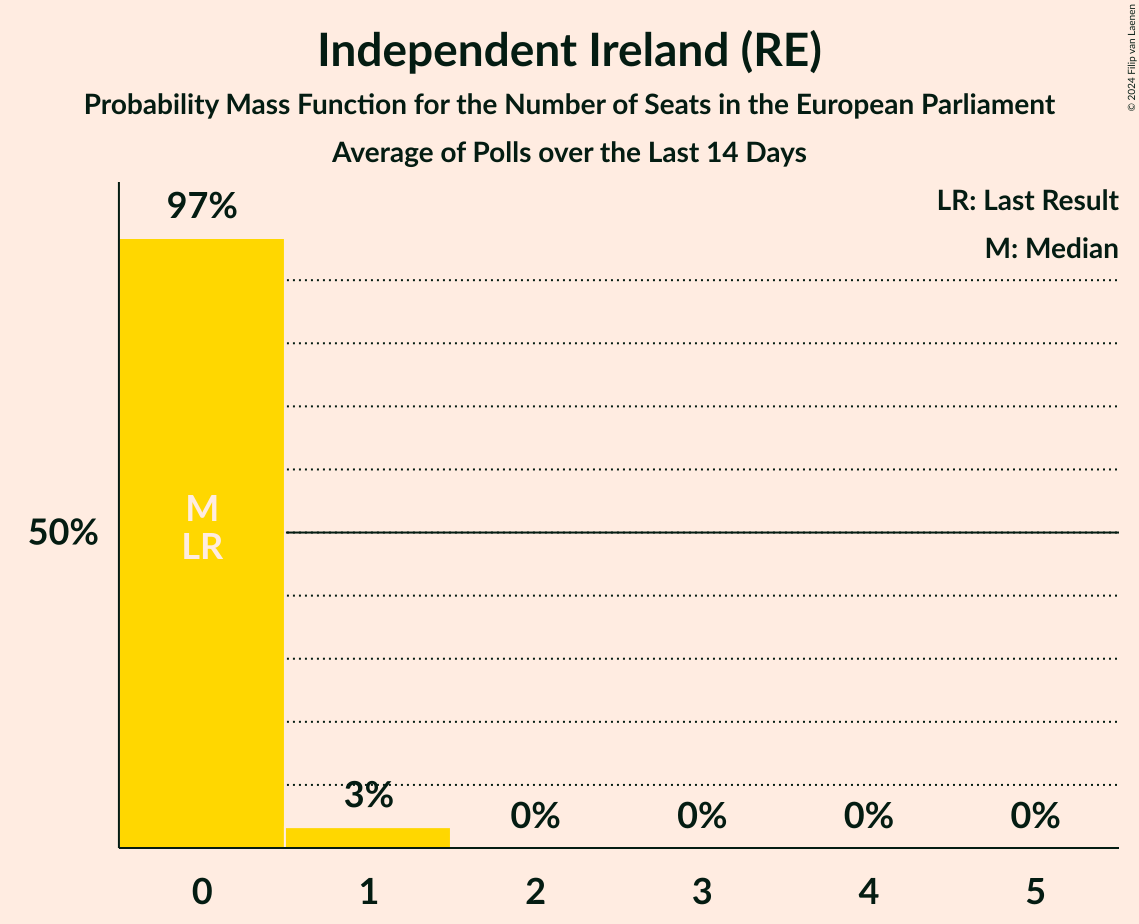 Independent Ireland (RE)
Probability Mass Function for the Number of Seats in the European Parliament
Average of Polls over the Last 14 Days
© 2024 Filip van Laenen
LR: Last Result
M: Median
97%
M
LR
50%
3%
0%
0%
0%
0%
0
1
2
3
4
5